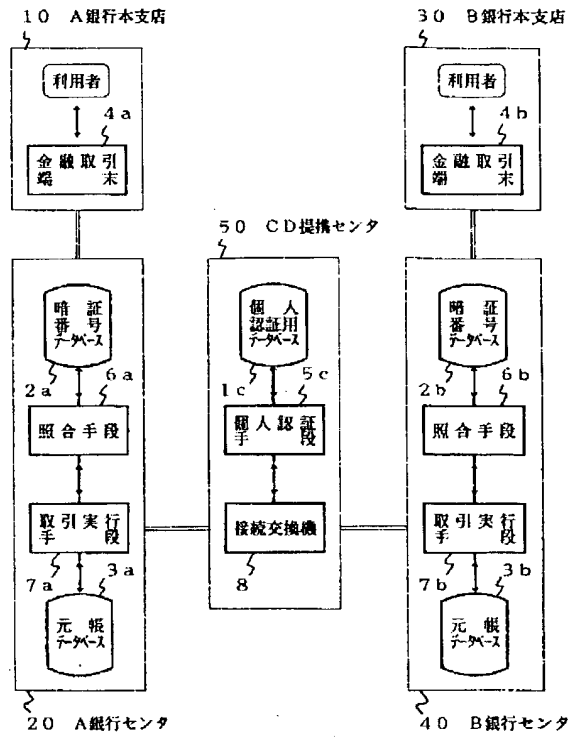 10 A銀行本支店
30 B銀行本支店
利用者
利用者
4a
4b
金融取引
端末
金融取引
端末
50 CD提携センタ
暗証
番号
データベース
個人
認証用
データベース
暗証
番号
データベース
2a
6a
1c
5c
2b
6b
照合手段
個人認証
手段
照合手段
取引実行
手段
接続交換機
取引実行
手段
7a
3a
8
7b
3b
元帳
データベース
元帳
データベース
20 A銀行センタ
40 B銀行センタ